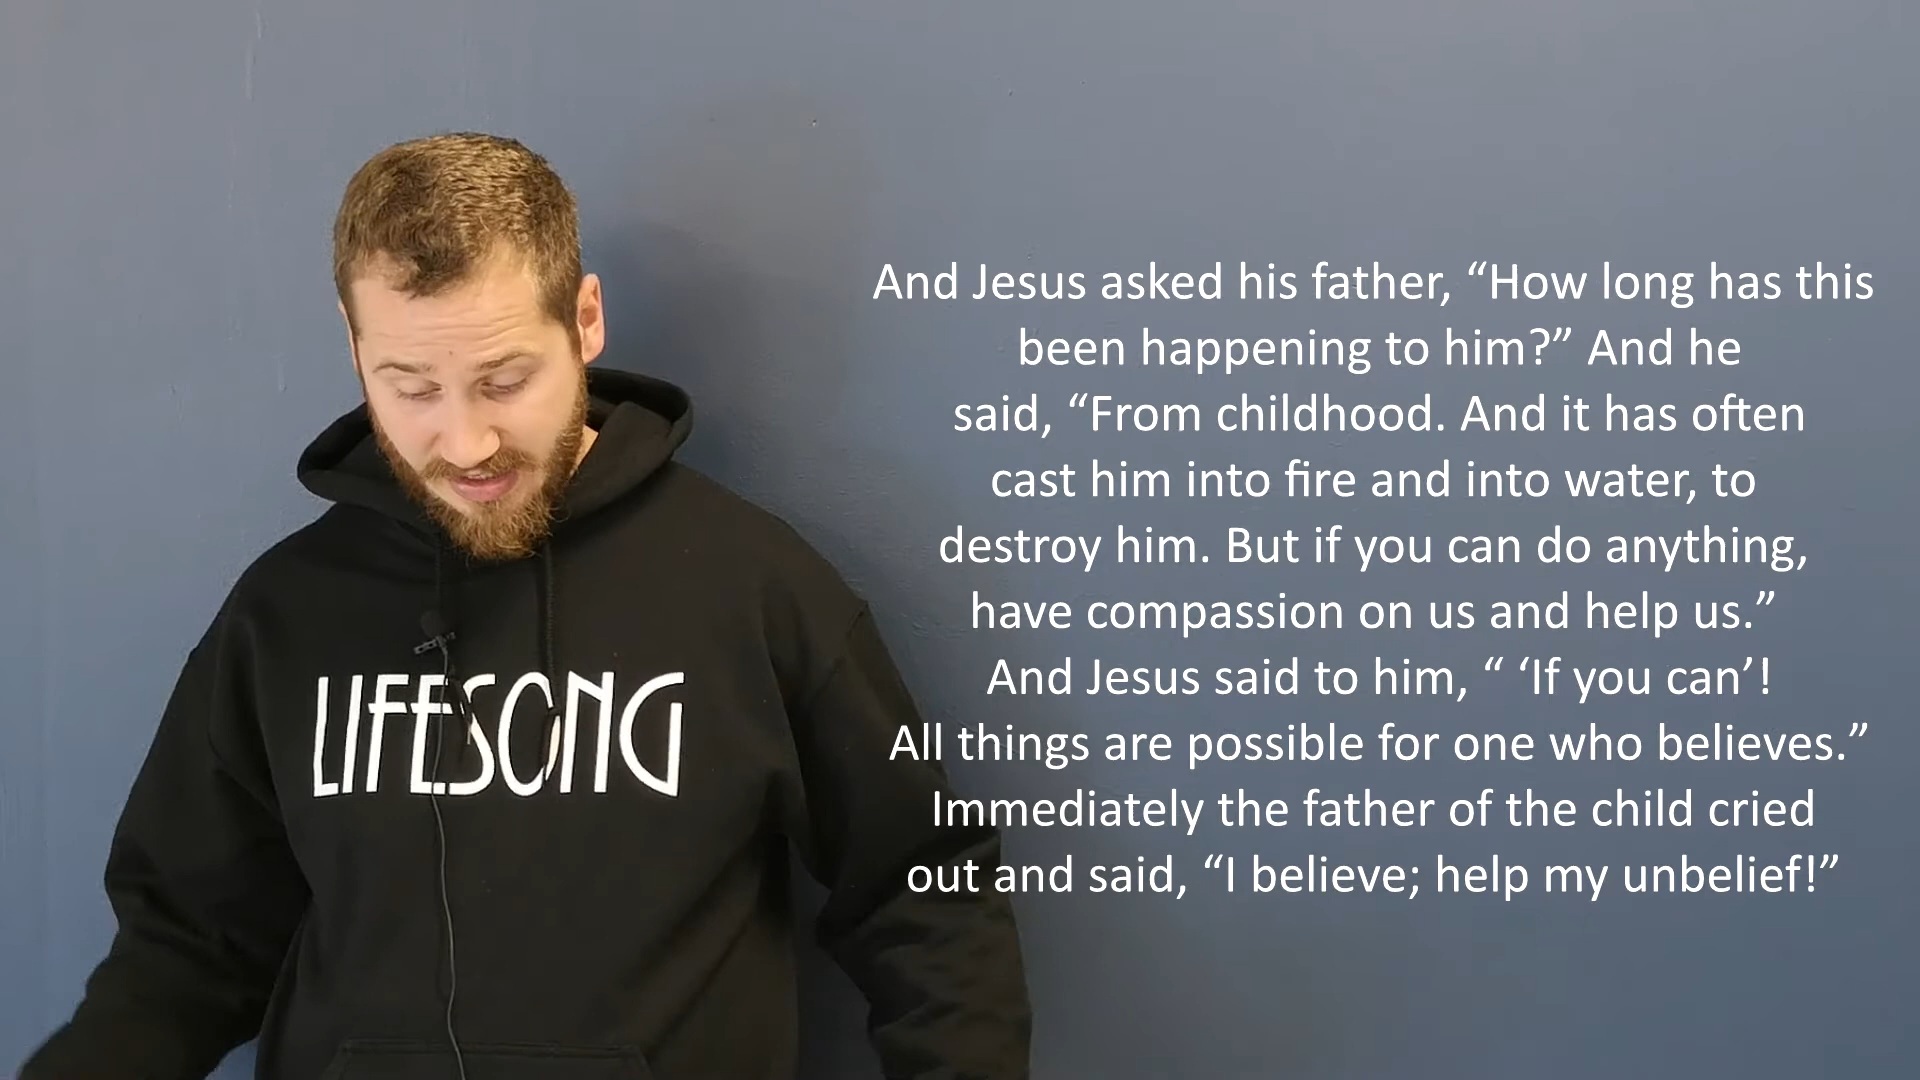 LIFESONG
And Jesus asked his father, “How long has this
been happening to him?” And he
said, “From childhood. And it has often
cast him into fire and into water, to
destroy him. But if you can do anything,
have compassion on us and help us.”
And Jesus said to him, “ ‘If you can’!
All things are possible for one who believes.”
Immediately the father of the child cried
out and said, “I believe; help my unbelief!”